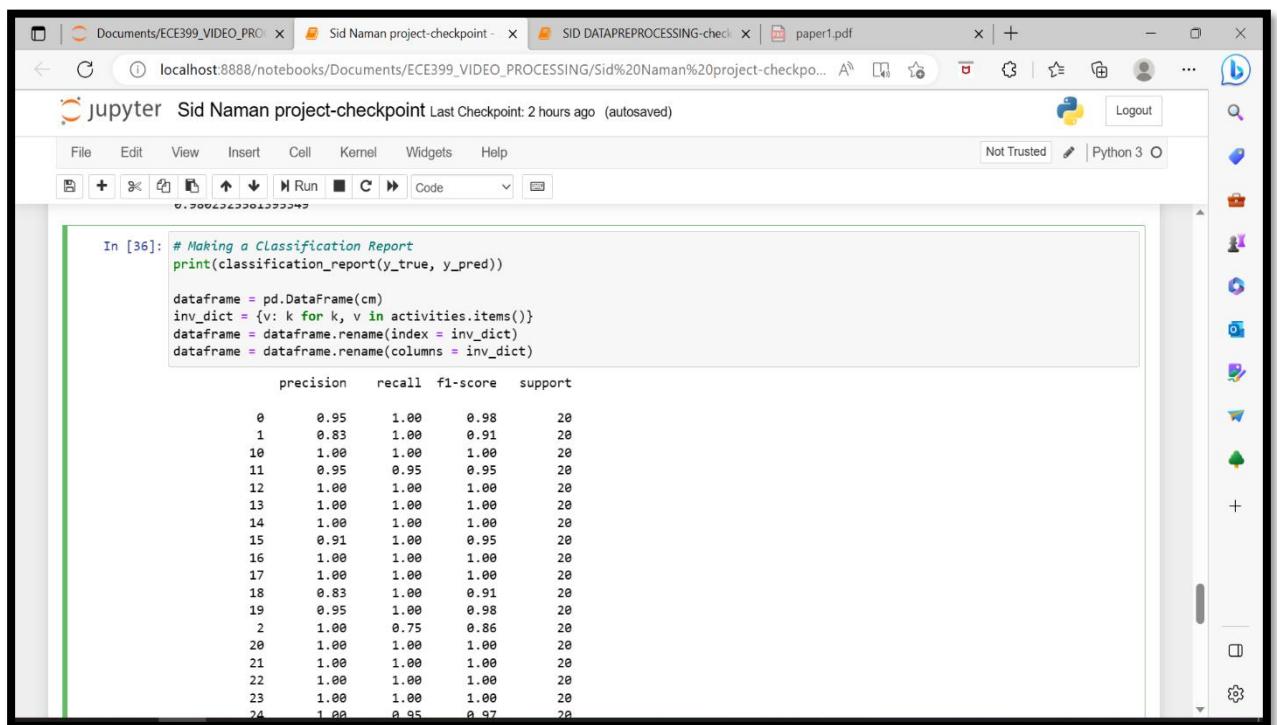 Documents/ECE399_VIDEO_PRO
Sid Naman project-checkpoint -
SID DATAPREPROCESSING-check
paper1.pdf
localhost:8888/notebooks/Documents/ECE399_VIDEO_PROCESSING/Sid%20Naman%20project-checkpo...
jupyter Sid Naman project-checkpoint Last Checkpoint: 2 hours ago (autosaved)
Logout
File Edit View Insert Cell Kernel Widgets Help
Not Trusted Python 3
Run Code
0.9802325581395349
In [36]: # Making a Classification Report
print(classification_report(y_true, y_pred))
dataframe = pd.DataFrame(cm)
inv_dict = {v: k for k, v in activities.items()}
dataframe = dataframe.rename(index = inv_dict)
dataframe = dataframe.rename(columns = inv_dict)
precision recall f1-score support
0 0.95 1.00 0.98 20
1 0.83 1.00 0.91 20
10 1.00 1.00 1.00 20
11 0.95 0.95 0.95 20
12 1.00 1.00 1.00 20
13 1.00 1.00 1.00 20
14 1.00 1.00 1.00 20
15 0.91 1.00 0.95 20
16 1.00 1.00 1.00 20
17 1.00 1.00 1.00 20
18 0.83 1.00 0.91 20
19 0.95 1.00 0.98 20
2 1.00 0.75 0.86 20
20 1.00 1.00 1.00 20
21 1.00 1.00 1.00 20
22 1.00 1.00 1.00 20
23 1.00 1.00 1.00 20
24 1.00 0.95 0.97 20